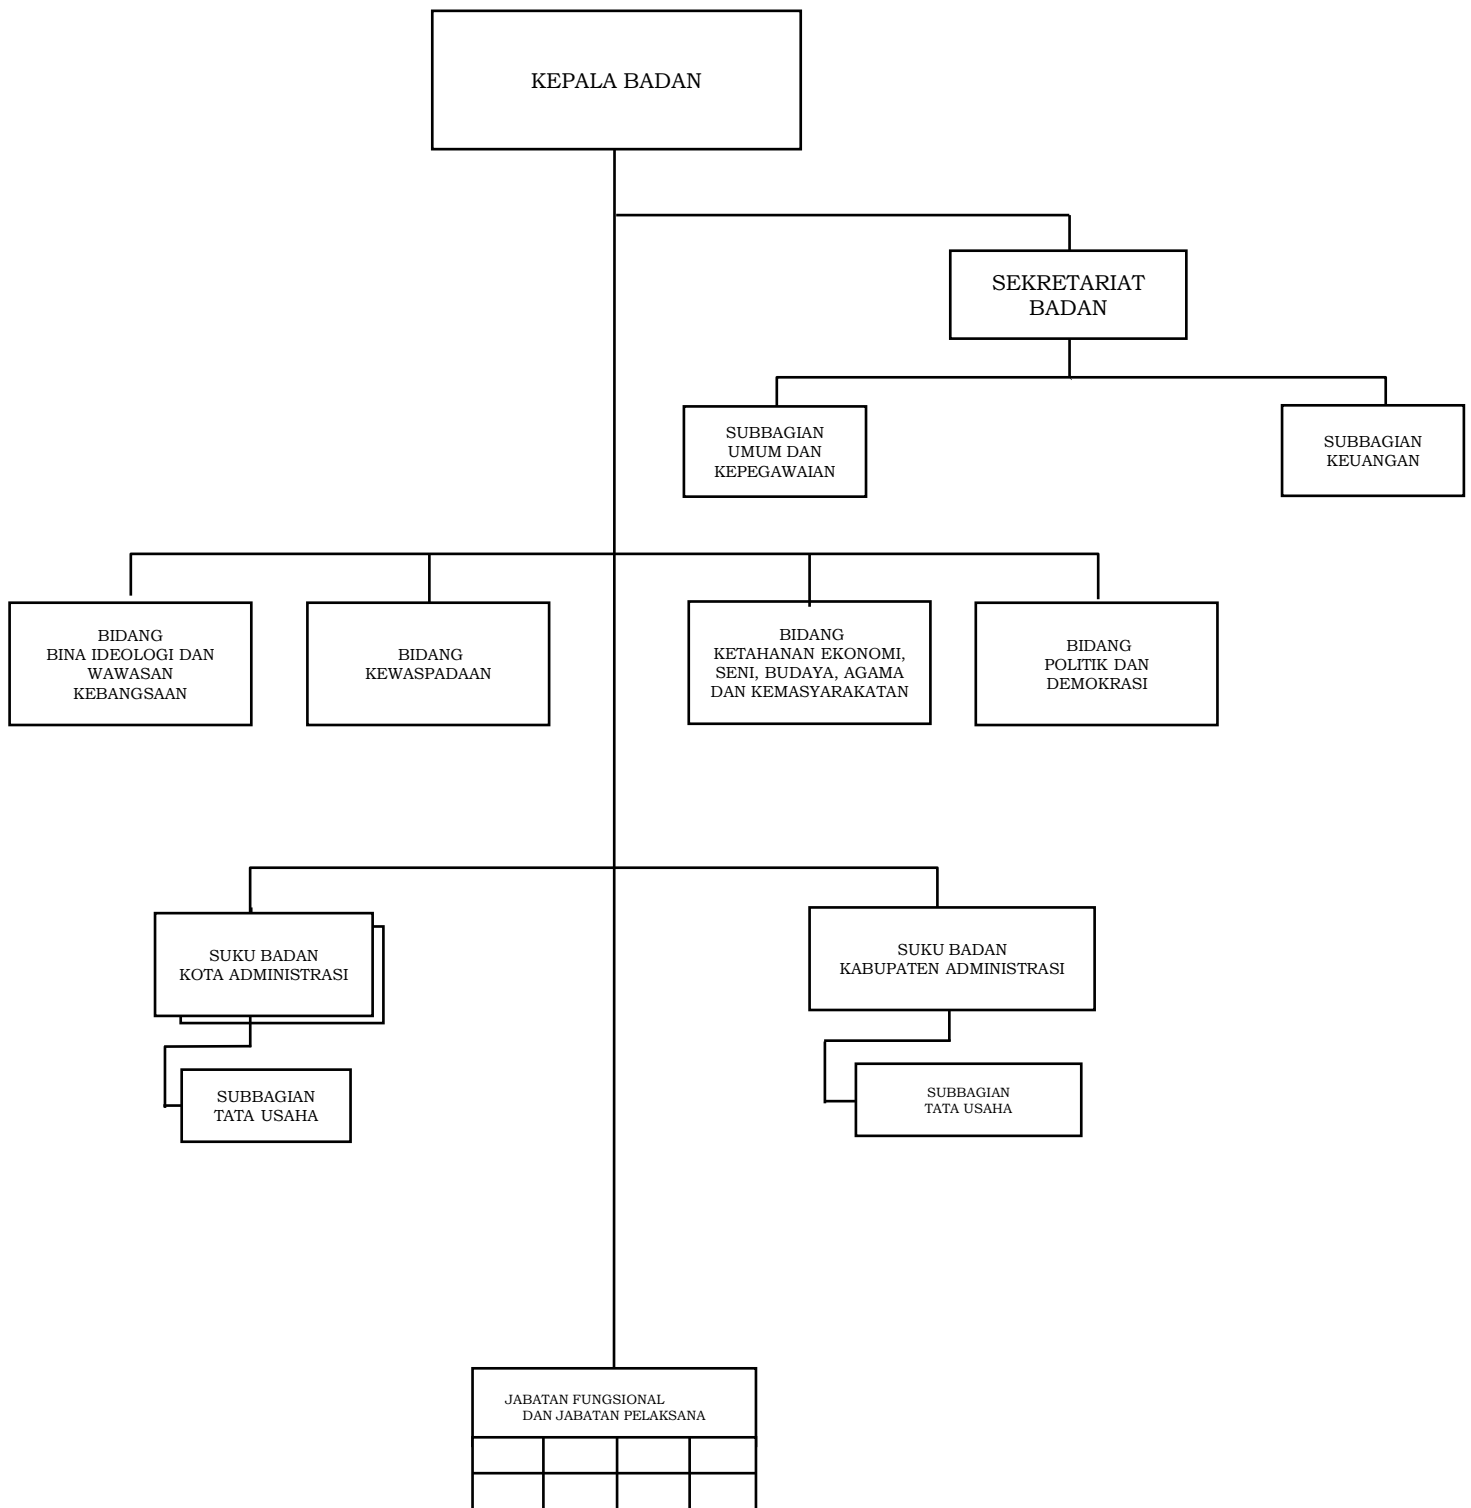 KEPALA BADAN
SEKRETARIAT
BADAN
SUBBAGIAN
UMUM DAN
KEPEGAWAIAN
SUBBAGIAN
KEUANGAN
BIDANG
BINA IDEOLOGI DAN
WAWASAN
KEBANGSAAN
BIDANG
KEWASPADAAN
BIDANG
KETAHANAN EKONOMI,
SENI, BUDAYA, AGAMA
DAN KEMASYARAKATAN
BIDANG
POLITIK DAN
DEMOKRASI
SUKU BADAN
KOTA ADMINISTRASI
SUKU BADAN
KABUPATEN ADMINISTRASI
SUBBAGIAN
TATA USAHA
SUBBAGIAN
TATA USAHA
JABATAN FUNGSIONAL
DAN JABATAN PELAKSANA